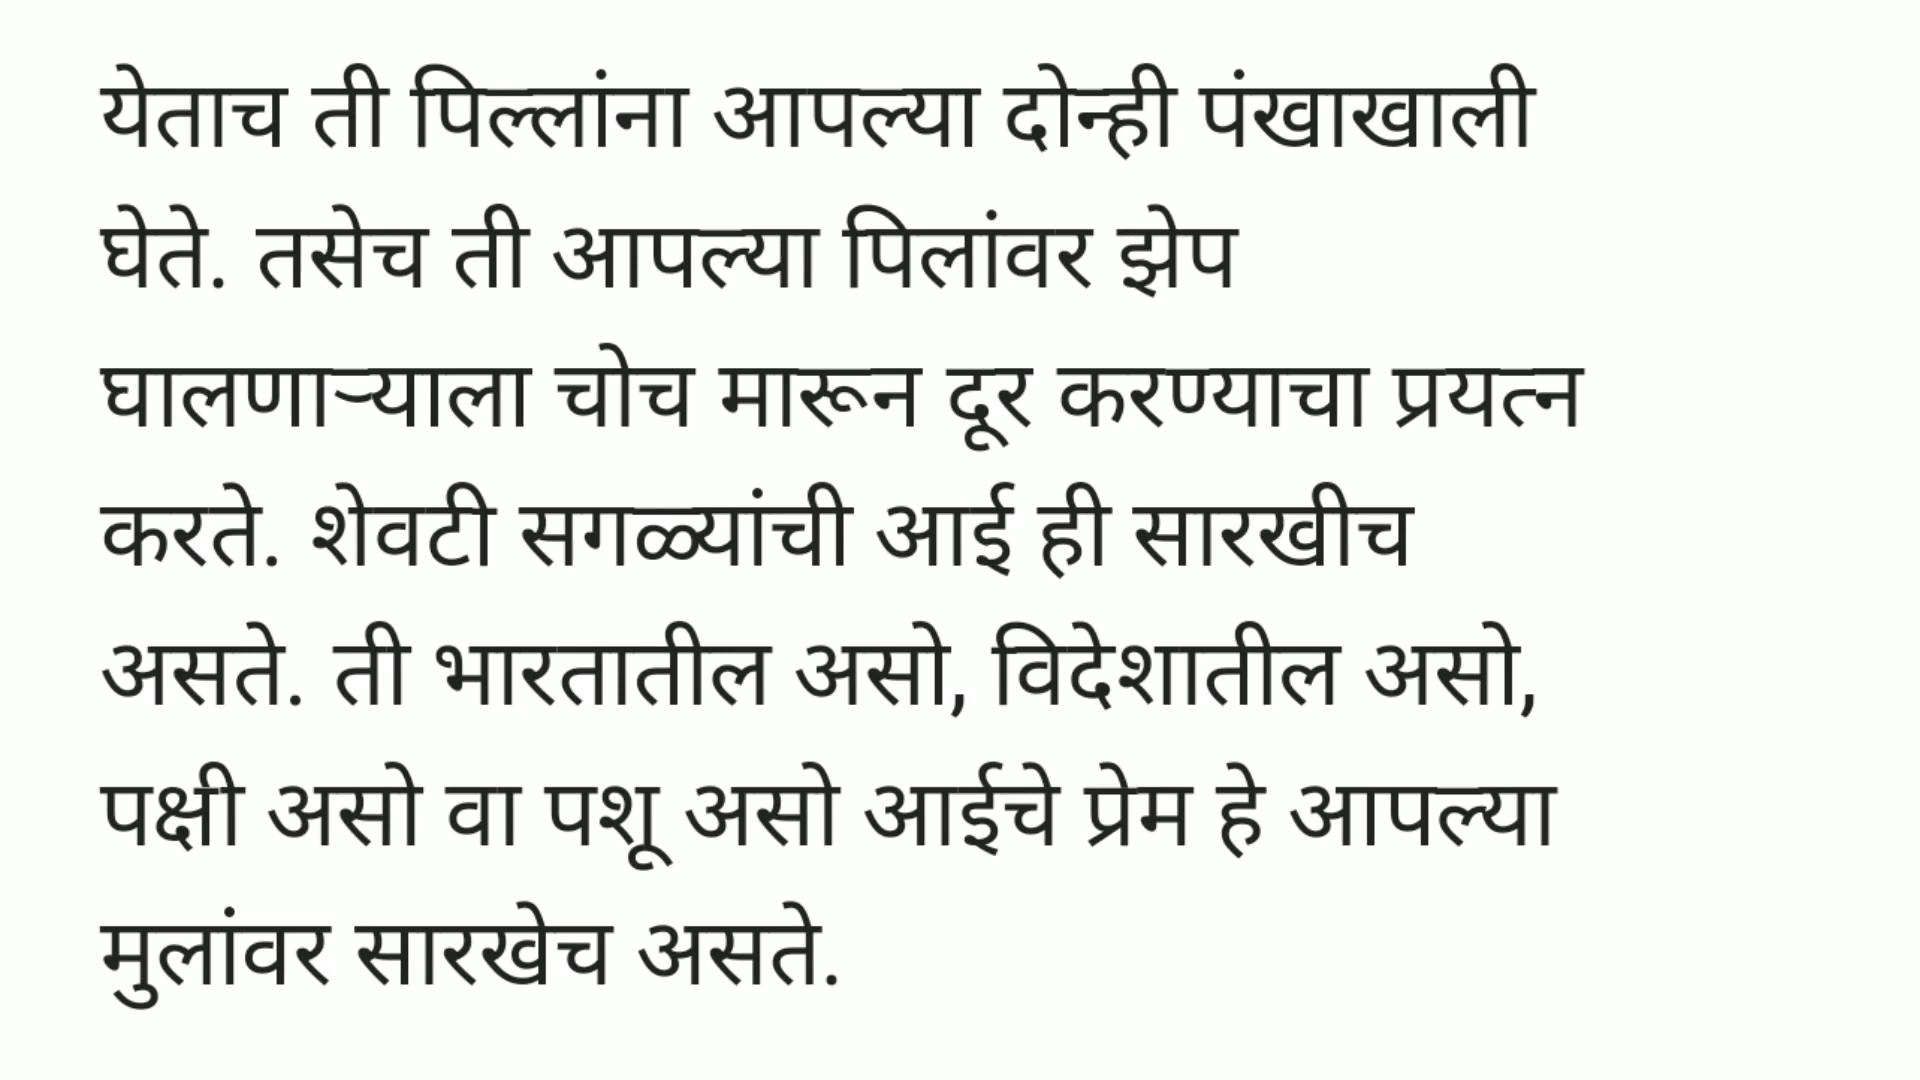 येताच ती पिल्लांना आपल्या दोन्ही पंखाखाली
घेते. तसेच ती आपल्या पिलांवर झेप
घालणाऱ्याला चोच मारून दूर करण्याचा प्रयत्न
करते. शेवटी सगळ्यांची आई ही सारखीच
असते. ती भारतातील असो, विदेशातील असो,
पक्षी असो वा पशू असो आईचे प्रेम हे आपल्या
मुलांवर सारखेच असते.